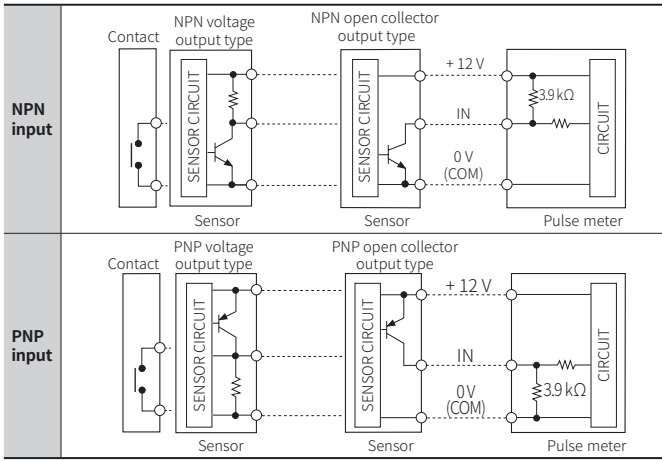 NPN
input
Contact
NPN voltage
output type
NPN open collector
output type
SENSOR CIRCUIT
Sensor
SENSOR CIRCUIT
Sensor
+ 12 V
IN
0 V
(COM)
3.9 kΩ
CIRCUIT
Pulse meter
PNP
input
Contact
PNP voltage
output type
PNP open collector
output type
SENSOR CIRCUIT
Sensor
SENSOR CIRCUIT
Sensor
+ 12 V
IN
0 V
(COM)
3.9 kΩ
CIRCUIT
Pulse meter